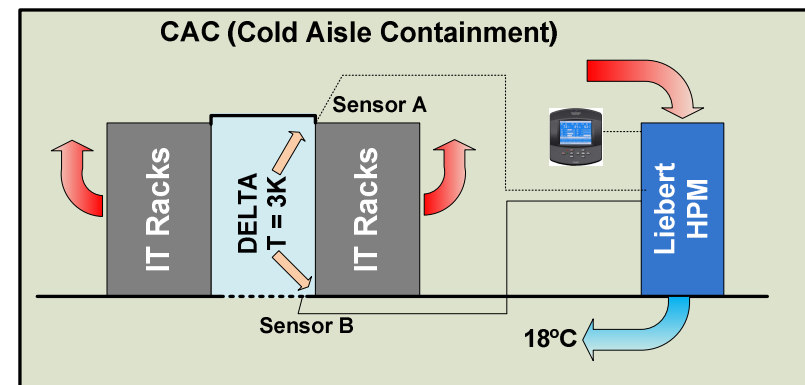 CAC (Cold Aisle Containment)
Sensor A
IT Racks
DELTA
T = 3K
IT Racks
Liebert
HPM
Sensor B
18ºC